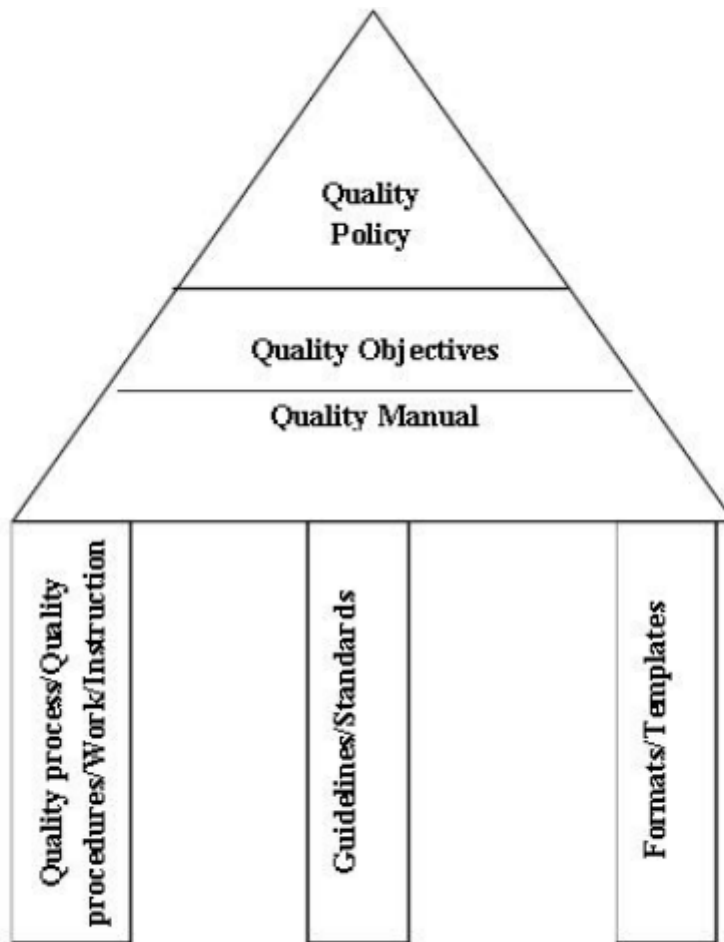 Quality
Policy
Quality Objectives
Quality Manual
Quality process/Quality
procedures/Work/Instruction
Guidelines/Standards
Formats/Templates